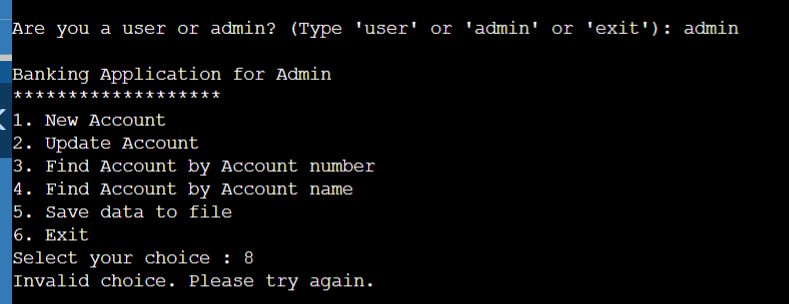 Are you a user or admin? (Type 'user' or 'admin' or 'exit'): admin
Banking Application for Admin
*******************
1. New Account
2. Update Account
3. Find Account by Account number
4. Find Account by Account name
5. Save data to file
6. Exit
Select your choice : 8
Invalid choice. Please try again.